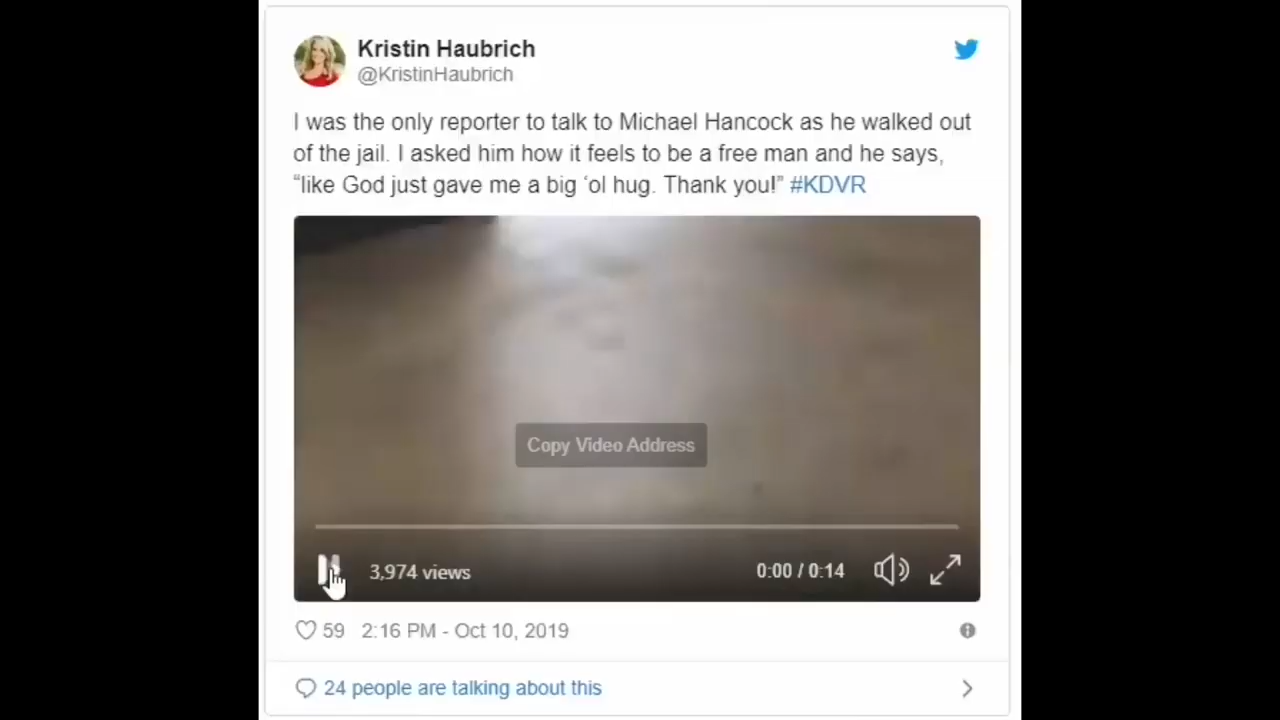 Kristin Haubrich
@KristinHaubrich
I was the only reporter to talk to Michael Hancock as he walked out
of the jail. I asked him how it feels to be a free man and he says,
“like God just gave me a big ‘ol hug. Thank you!” #KDVR
Copy Video Address
3,974 views
0:00 / 0:14
59 2:16 PM - Oct 10, 2019
24 people are talking about this